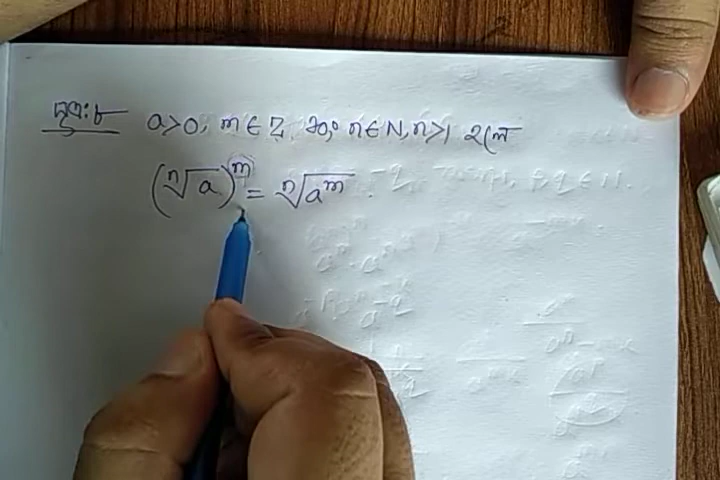 সূত্র: ৮ a>0, m∈Z এবং n∈N, n>1 হলে
(ⁿ√a)ᵐ = ⁿ√aᵐ.